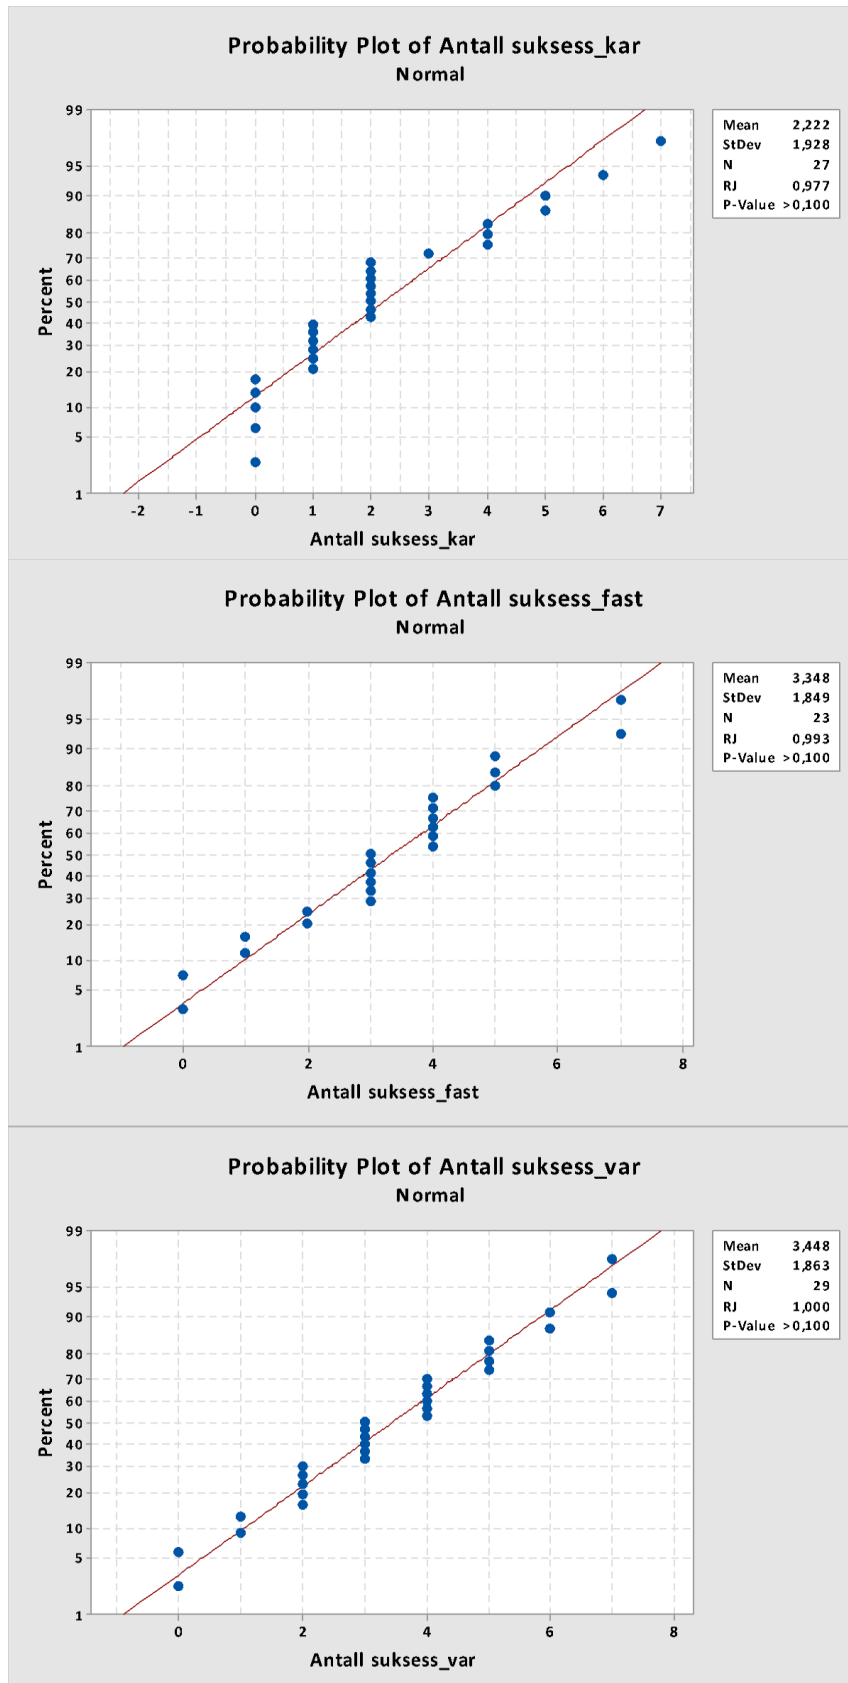 Probability Plot of Antall suksess_kar
Normal
99
95
90
80
70
60
50
40
30
20
10
5
1
Percent
-2 -1 0 1 2 3 4 5 6 7
Antall suksess_kar
Mean 2,222
StDev 1,928
N 27
RJ 0,977
P-Value >0,100
Probability Plot of Antall suksess_fast
Normal
99
95
90
80
70
60
50
40
30
20
10
5
1
Percent
0 2 4 6 8
Antall suksess_fast
Mean 3,348
StDev 1,849
N 23
RJ 0,993
P-Value >0,100
Probability Plot of Antall suksess_var
Normal
99
95
90
80
70
60
50
40
30
20
10
5
1
Percent
0 2 4 6 8
Antall suksess_var
Mean 3,448
StDev 1,863
N 29
RJ 1,000
P-Value >0,100